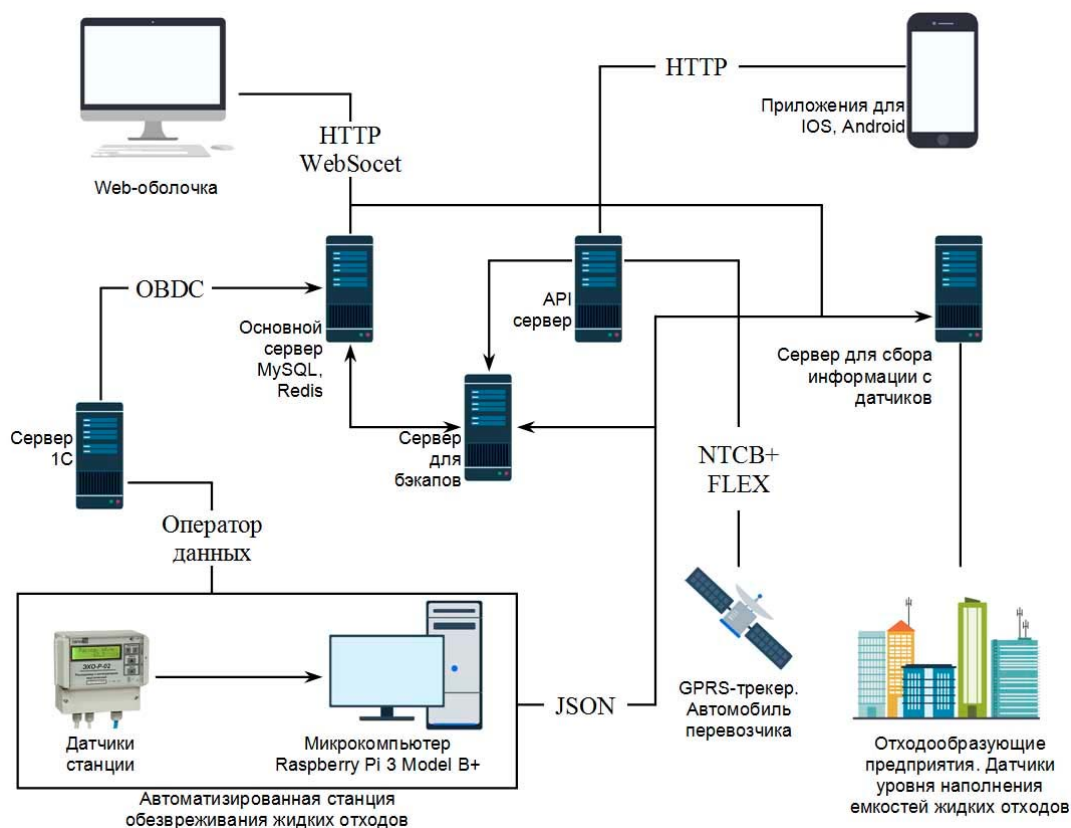 HTTP
Приложения для
IOS, Android
HTTP
WebSocet
Web-оболочка
OBDC
API
сервер
Основной
сервер
MySQL,
Redis
Сервер для сбора
информации с
датчиков
Сервер
1С
Сервер
для
бэкапов
NTCB+
FLEX
Оператор
данных
ЭХО-Р-02
GPRS-трекер.
Автомобиль
перевозчика
JSON
Датчики
станции
Микрокомпьютер
Raspberry Pi 3 Model B+
Отходообразующие
предприятия. Датчики
уровня наполнения
емкостей жидких отходов
Автоматизированная станция
обезвреживания жидких отходов